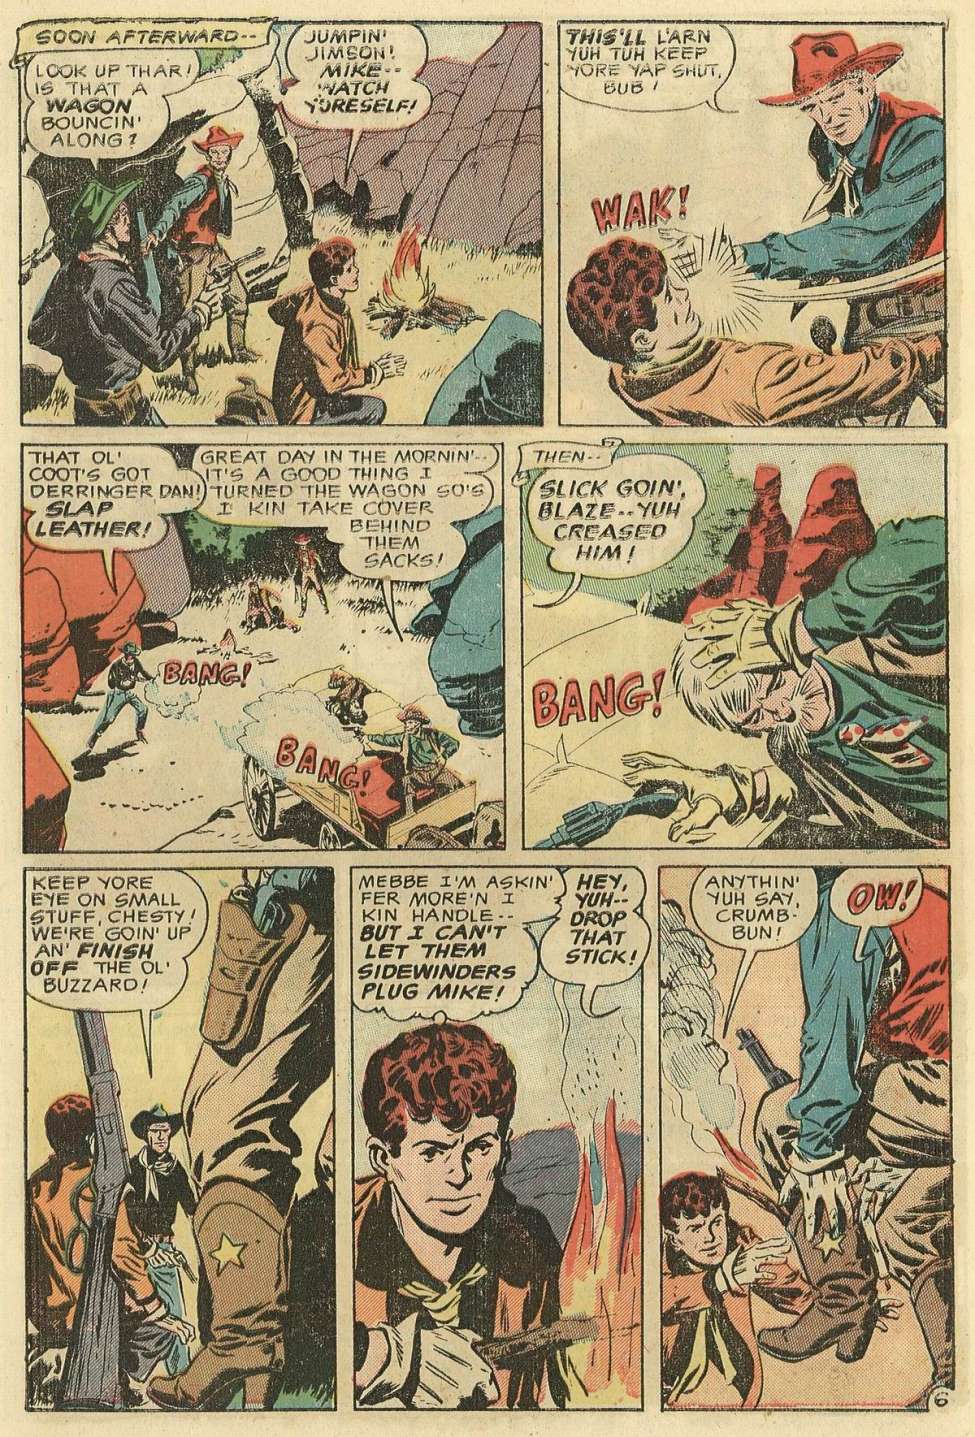 SOON AFTERWARD--
LOOK UP THAR!
IS THAT A
WAGON
BOUNCIN'
ALONG?
JUMPIN'
JIMSON!
MIKE--
WATCH
YORESELF!
THIS'LL L'ARN
YUH TUH KEEP
YORE YAP SHUT,
BUB!
WAK!
THAT OL'
COOT'S GOT
DERRINGER DAN!
SLAP
LEATHER!
GREAT DAY IN THE MORNIN'--
IT'S A GOOD THING I
TURNED THE WAGON SO'S
I KIN TAKE COVER
BEHIND
THEM
SACKS!
BANG!
BANG!
THEN--
SLICK GOIN',
BLAZE--YUH
CREASED
HIM!
BANG!
KEEP YORE
EYE ON SMALL
STUFF, CHESTY!
WE'RE GOIN' UP
AN' FINISH
OFF THE OL'
BUZZARD!
MEBBE I'M ASKIN'
FER MORE'N I
KIN HANDLE--
BUT I CAN'T
LET THEM
SIDEWINDERS
PLUG MIKE!
HEY,
YUH--
DROP
THAT
STICK!
ANYTHIN'
YUH SAY,
CRUMB-
BUN!
OW!
6